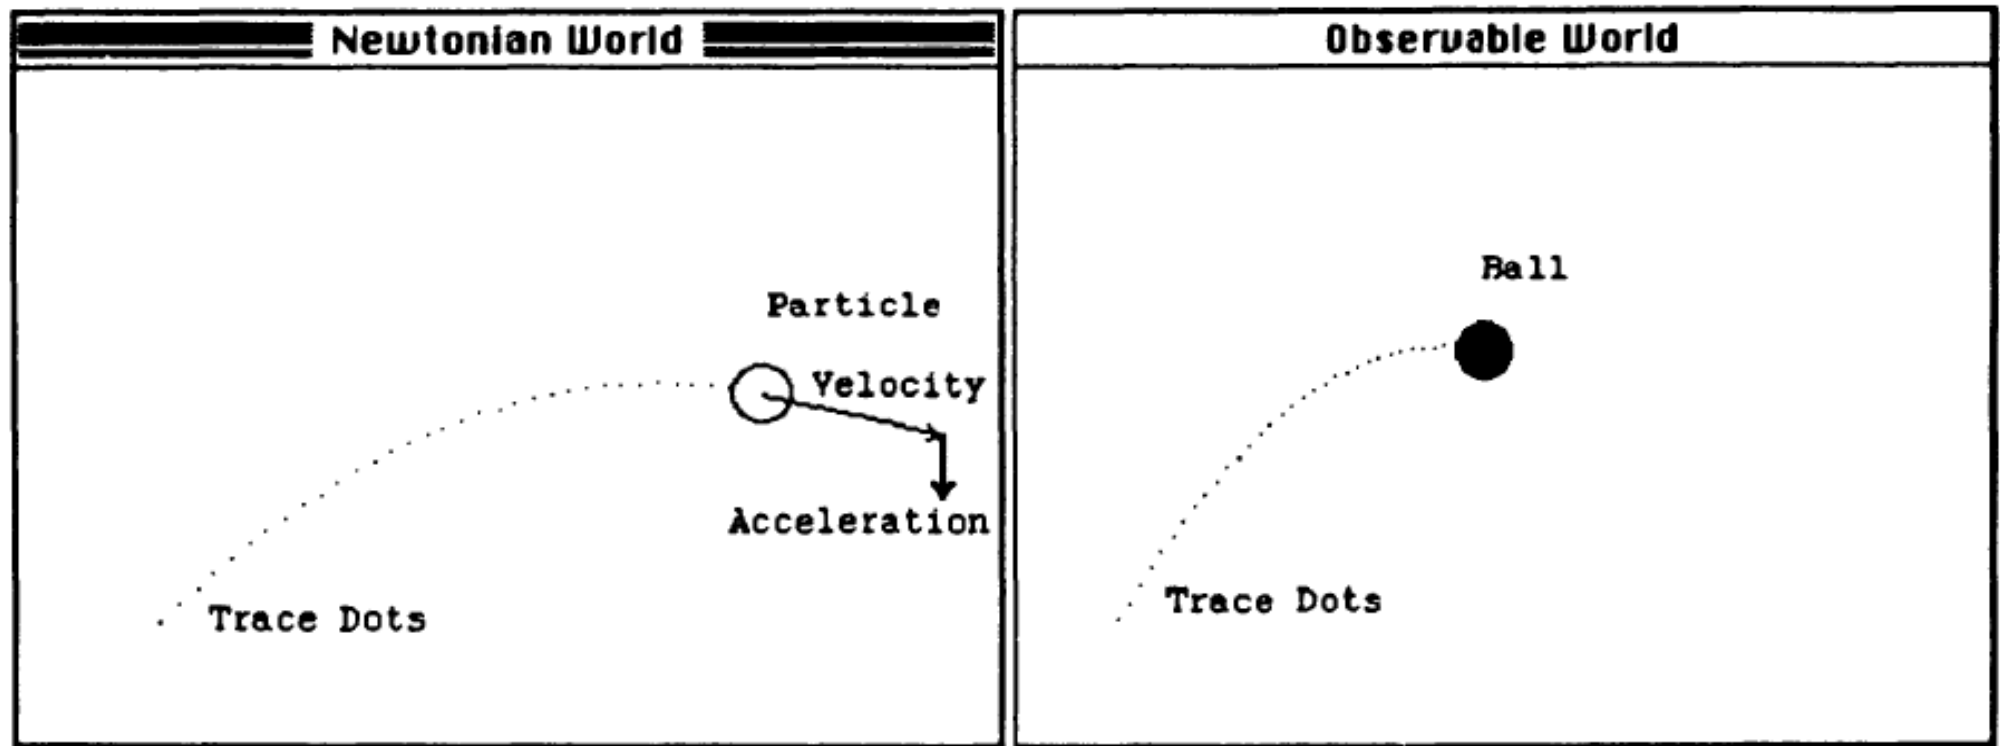 Newtonian World
Observable World
Particle
Velocity
Acceleration
Trace Dots
Ball
Trace Dots